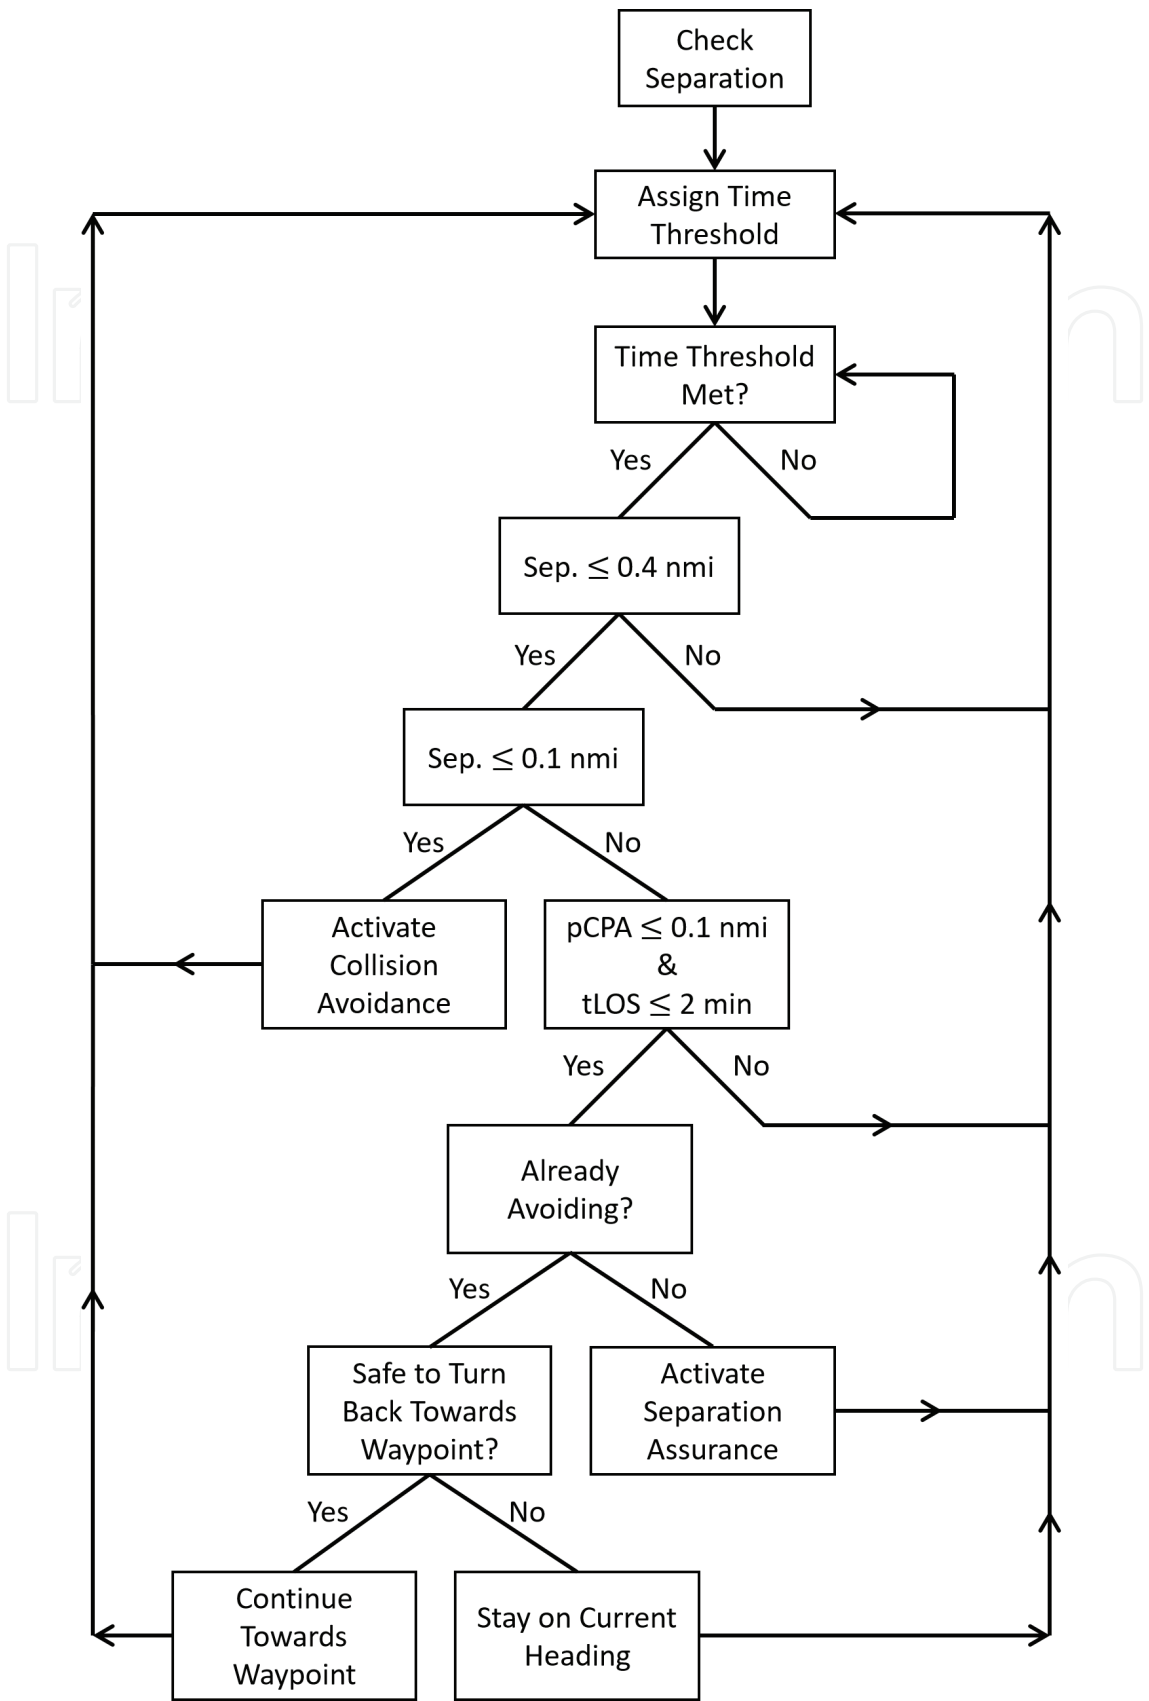 Check
Separation
Assign Time
Threshold
Time Threshold
Met?
Yes
No
Sep. ≤ 0.4 nmi
Yes
No
Sep. ≤ 0.1 nmi
Yes
No
Activate
Collision
Avoidance
pCPA ≤ 0.1 nmi
&
tLOS ≤ 2 min
Yes
No
Already
Avoiding?
Yes
No
Safe to Turn
Back Towards
Waypoint?
Activate
Separation
Assurance
Yes
No
Continue
Towards
Waypoint
Stay on Current
Heading